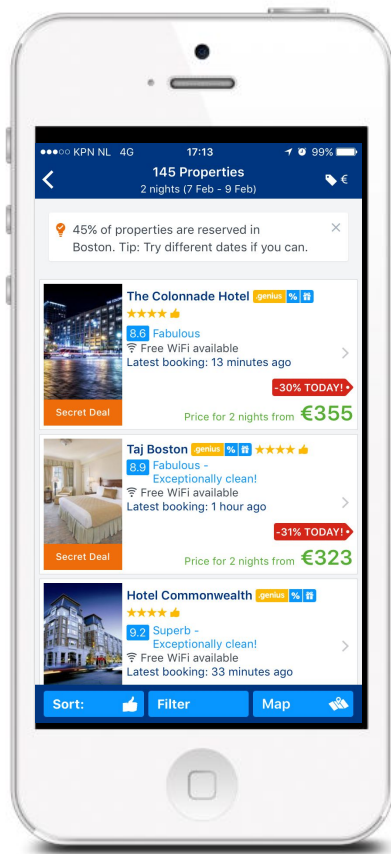 KPN NL 4G 17:13 99%
145 Properties €
2 nights (7 Feb - 9 Feb)
45% of properties are reserved in
Boston. Tip: Try different dates if you can.
The Colonnade Hotel .genius %
8.6 Fabulous
Free WiFi available
Latest booking: 13 minutes ago
-30% TODAY!
Secret Deal
Price for 2 nights from €355
Taj Boston .genius %
8.9 Fabulous -
Exceptionally clean!
Free WiFi available
Latest booking: 1 hour ago
-31% TODAY!
Secret Deal
Price for 2 nights from €323
Hotel Commonwealth .genius %
9.2 Superb -
Exceptionally clean!
Free WiFi available
Latest booking: 33 minutes ago
Sort: Filter Map